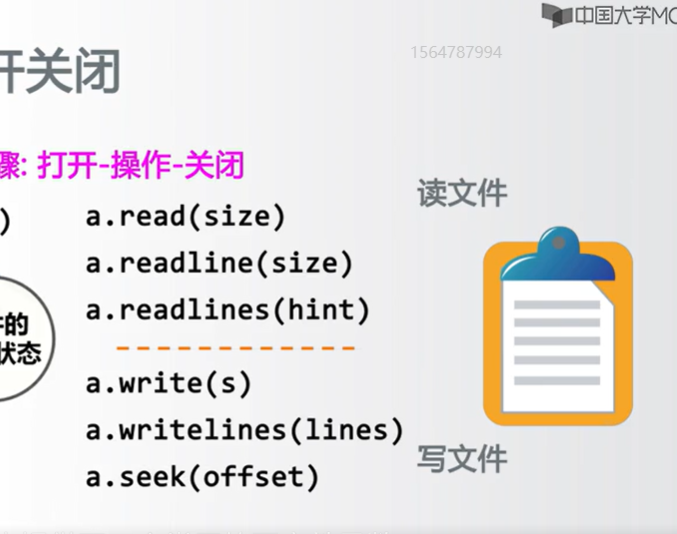 中国大学MO
1564787994
开关闭
骤: 打开-操作-关闭
)
a.read(size)
读文件
a.readline(size)
a.readlines(hint)
件的
状态
a.write(s)
a.writelines(lines)
写文件
a.seek(offset)